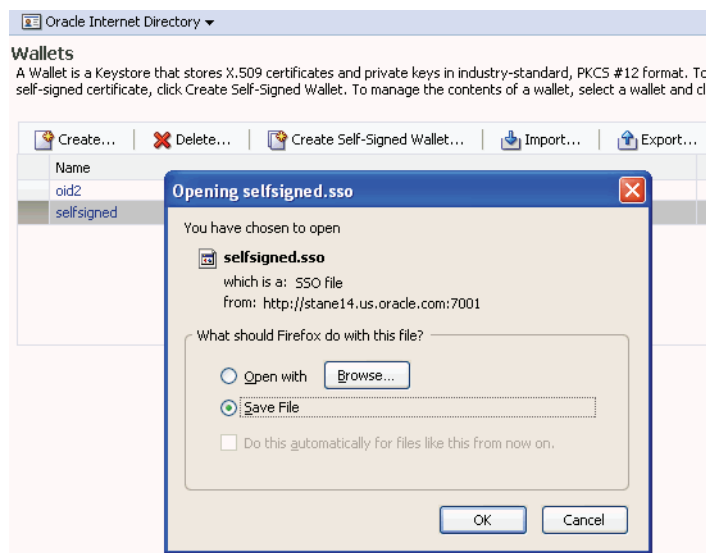 Oracle Internet Directory
Wallets
A Wallet is a Keystore that stores X.509 certificates and private keys in industry-standard, PKCS #12 format. To
self-signed certificate, click Create Self-Signed Wallet. To manage the contents of a wallet, select a wallet and cl
Create... Delete... Create Self-Signed Wallet... Import... Export...
Name
oid2
selfsigned
Opening selfsigned.sso
You have chosen to open
selfsigned.sso
which is a: SSO file
from: http://stane14.us.oracle.com:7001
What should Firefox do with this file?
Open with Browse...
Save File
Do this automatically for files like this from now on.
OK Cancel